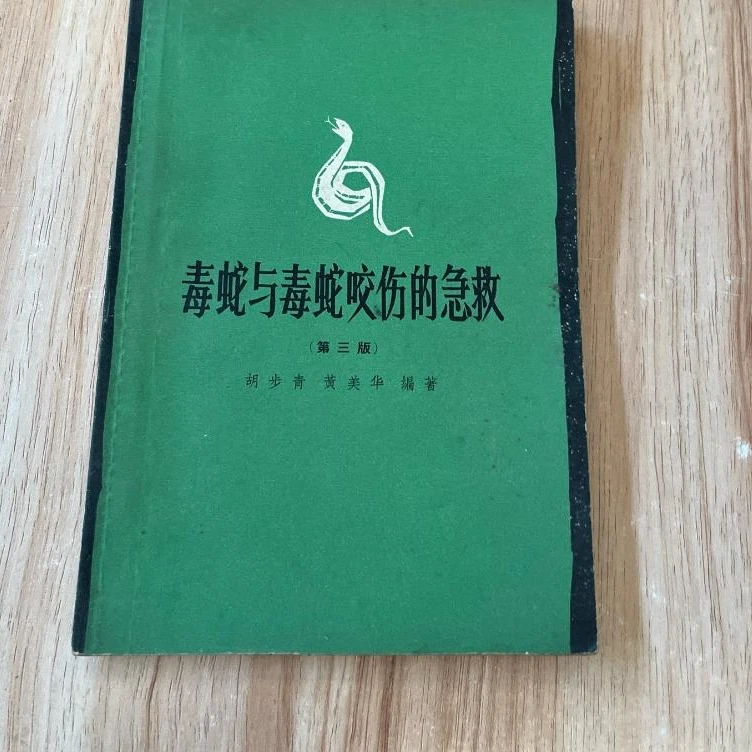 毒蛇与毒蛇咬伤的急救
(第三版)
胡步青 黄美华 编著